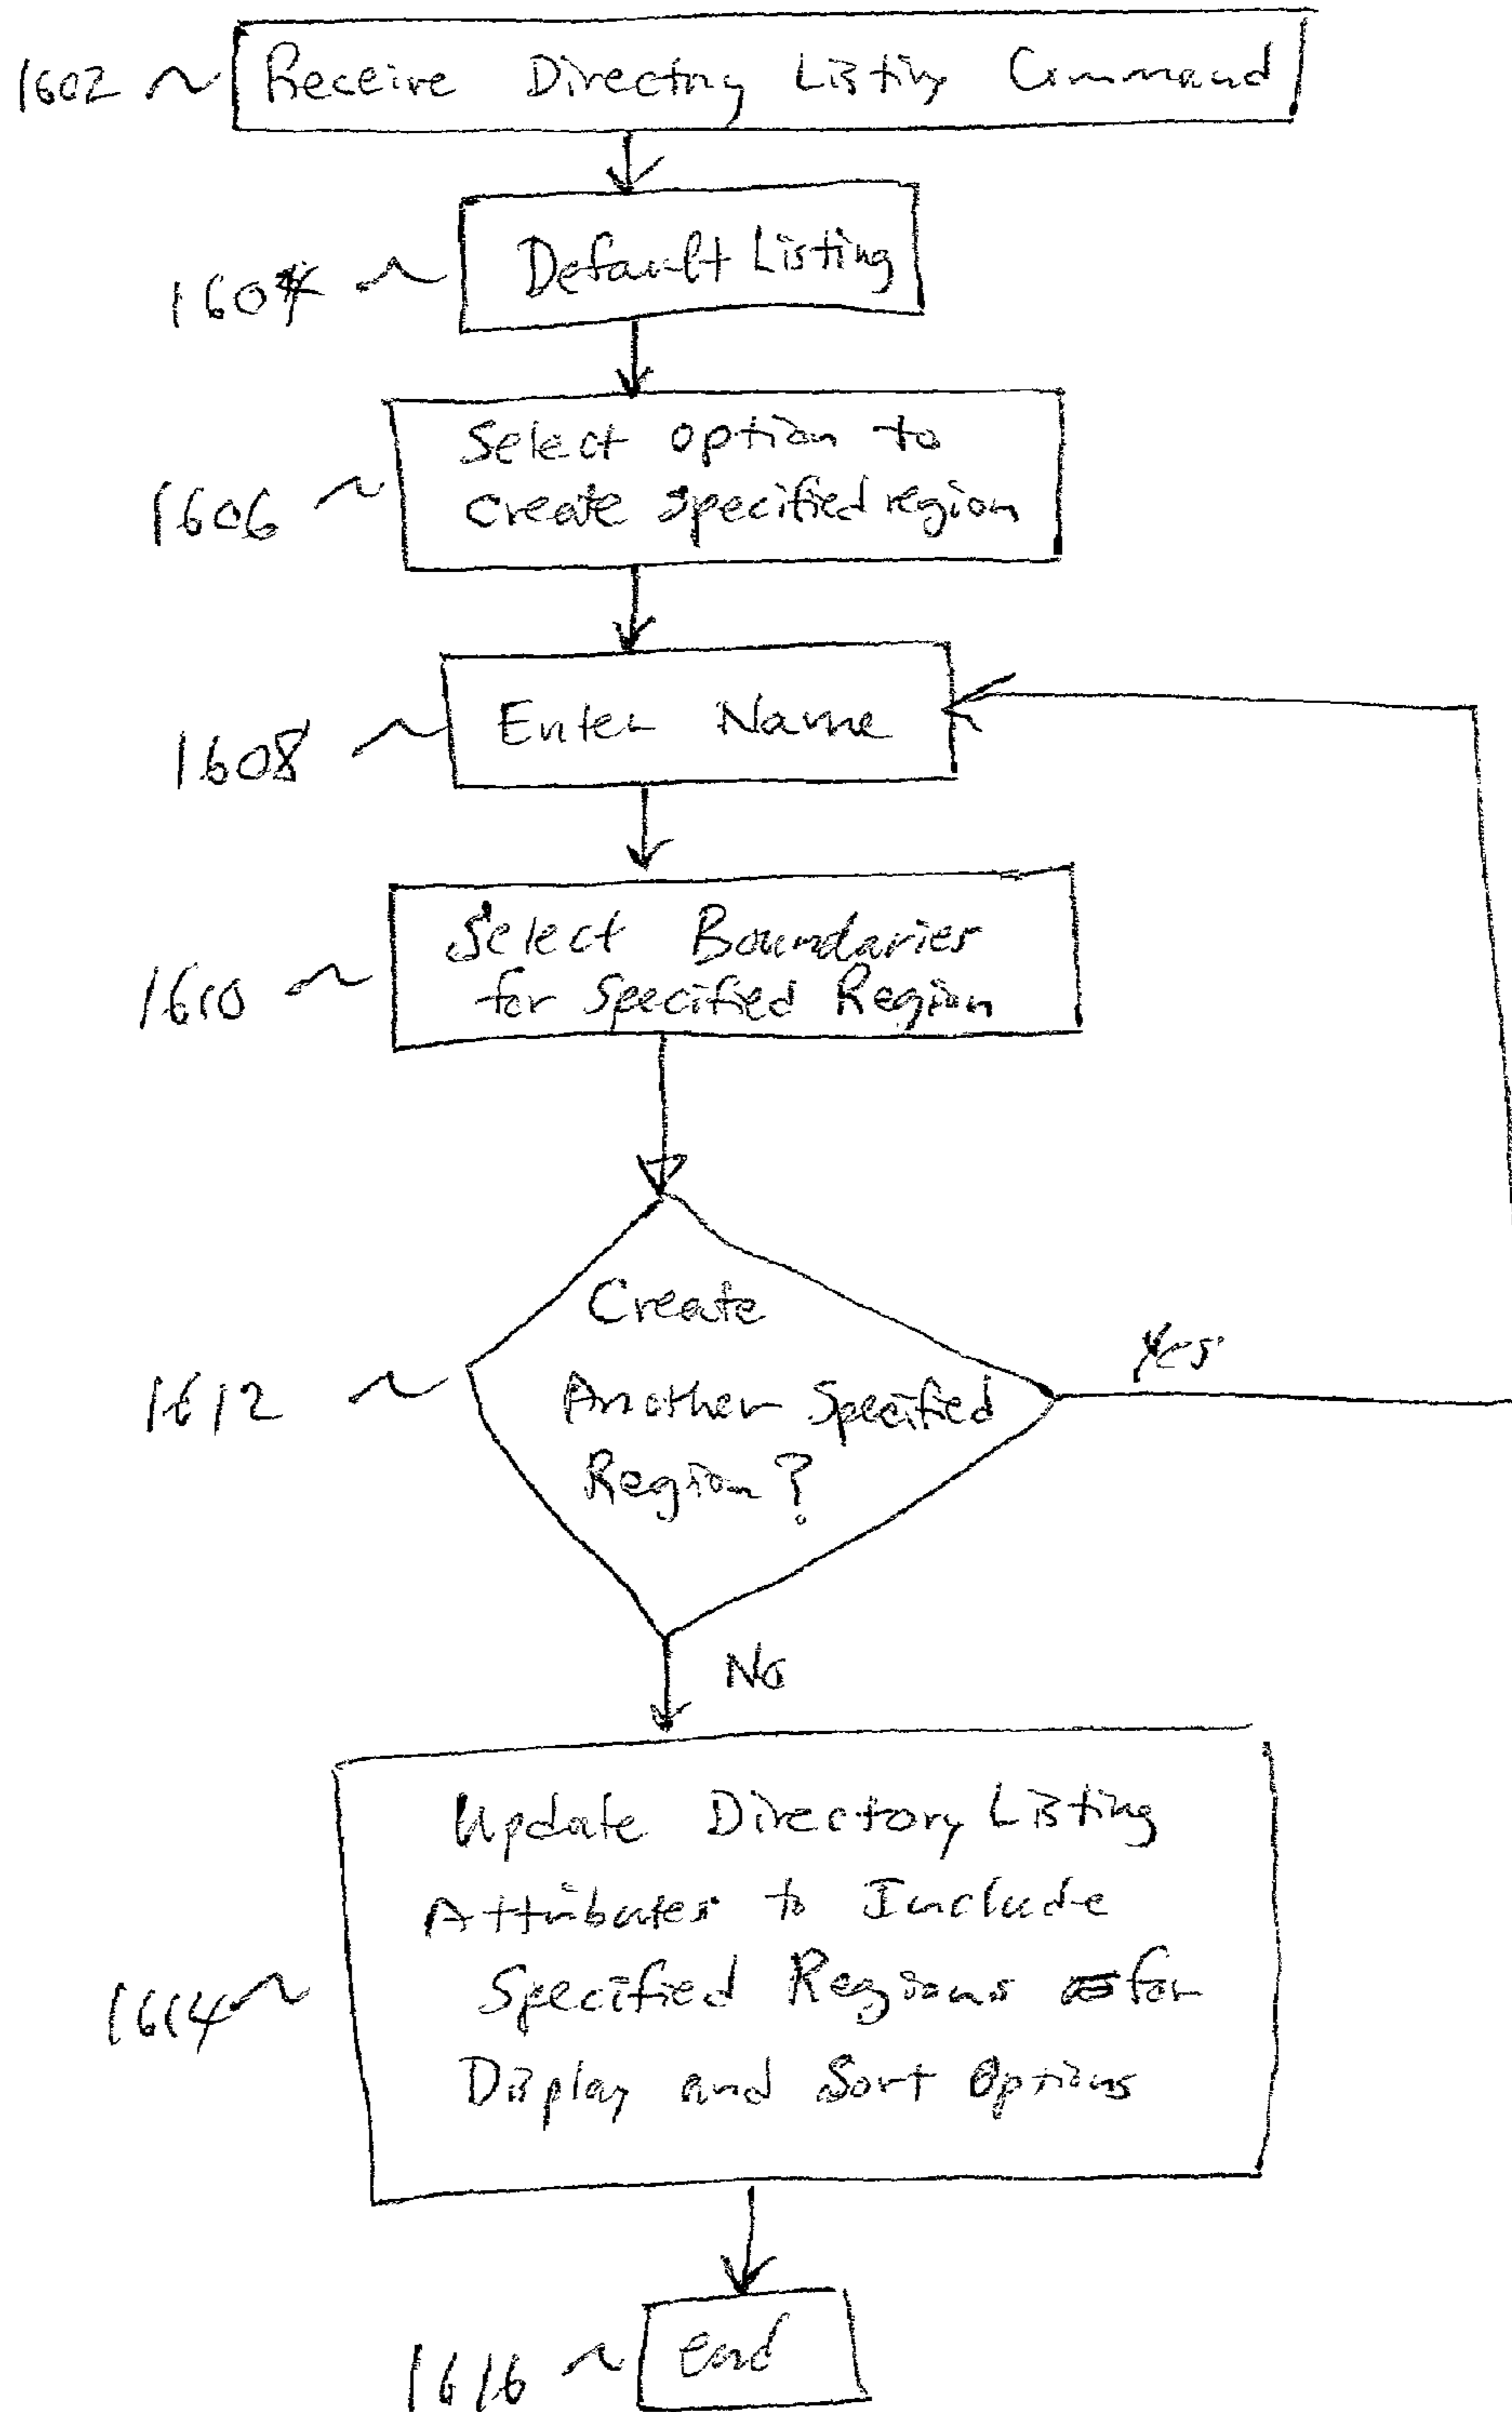 1602 Receive Directory Listing Command
1604 Default Listing
Select option to
1606 create specified region
1608 Enter Name
Select Boundaries
1610 for Specified Region
Create
1612 Another Specified Yes
Region?
No
Update Directory Listing
Attributes to Include
1614 Specified Regions for
Display and Sort Options
1616 end